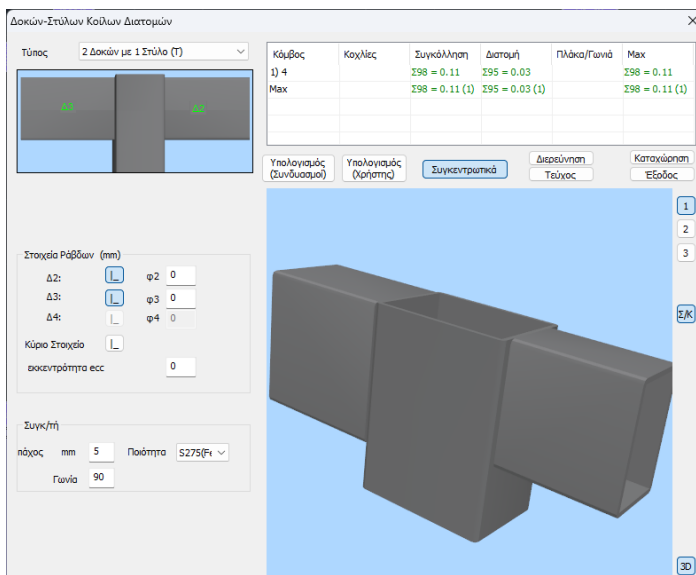 Δοκών-Στύλων Κοίλων Διατομών
Τύπος 2 Δοκών με 1 Στύλο (Τ)
Δ3 Δ2
Κόμβος Κοχλίες Συγκόλληση Διατομή Πλάκα/Γωνιά Max
1) 4 Σ98 = 0.11 Σ95 = 0.03 Σ98 = 0.11
Max Σ98 = 0.11 (1) Σ95 = 0.03 (1) Σ98 = 0.11 (1)
Υπολογισμός (Συνδυασμοί)
Υπολογισμός (Χρήστης)
Συγκεντρωτικά
Διερεύνηση
Τεύχος
Καταχώρηση
Έξοδος
1
2
3
Σ/Κ
3D
Στοιχεία Ράβδων (mm)
Δ2: φ2 0
Δ3: φ3 0
Δ4: φ4 0
Κύριο Στοιχείο
εκκεντρότητα ecc 0
Συγκ/τή
πάχος mm 5 Ποιότητα S275(Fe
Γωνία 90